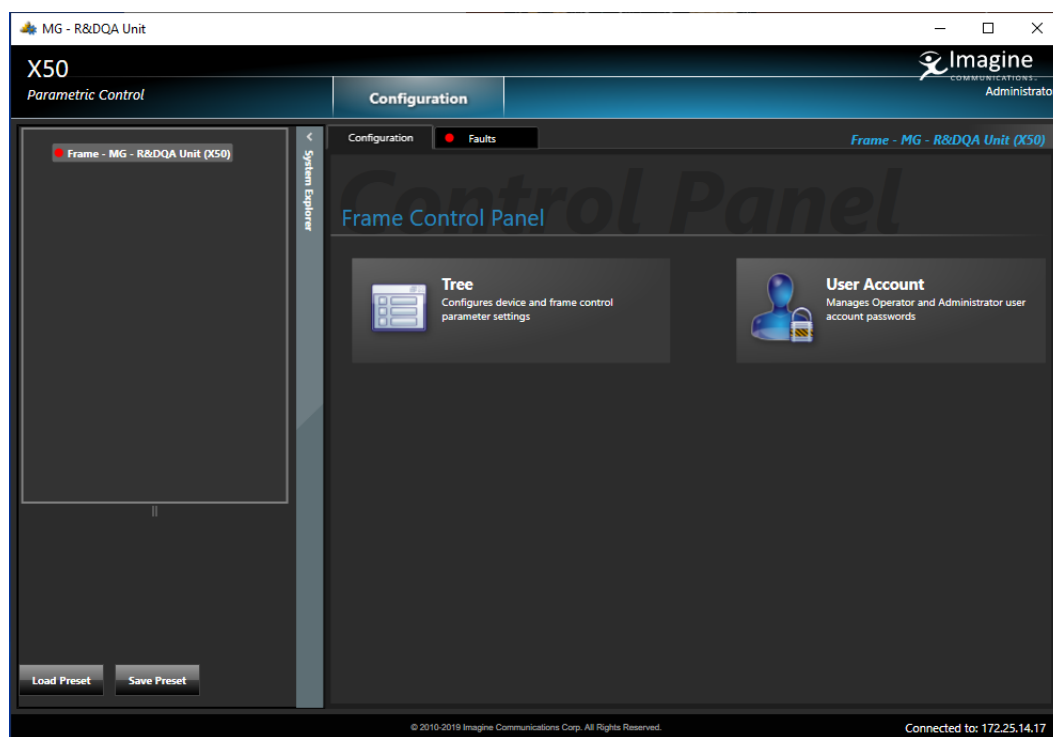 MG - R&DQA Unit
X50
Parametric Control
Configuration
Imagine
COMMUNICATIONS
Administrato
Frame - MG - R&DQA Unit (X50)
System Explorer
Configuration
Faults
Frame - MG - R&DQA Unit (X50)
Control Panel
Frame Control Panel
Tree
Configures device and frame control
parameter settings
User Account
Manages Operator and Administrator user
account passwords
Load Preset
Save Preset
© 2010-2019 Imagine Communications Corp. All Rights Reserved.
Connected to: 172.25.14.17